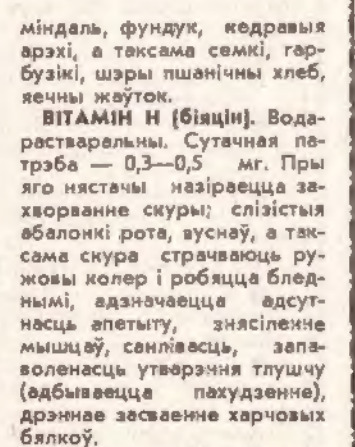 міндаль, фундук, кедравыя
арэхі, а таксама семкі, гар-
бузікі, шэры пшанічны хлеб,
яечны жаўток.
ВІТАМІН Н (біяцін). Вода-
растваральны. Сутачная па-
трэба — 0,3—0,5 мг. Пры
яго нястачы назіраецца за-
хворванне скуры; слізістыя
абалонкі рота, вуснаў, а так-
сама скура страчваюць ру-
жовы колер і робяцца блед-
нымі, адзначаецца адсут-
насць апетыту, знясіленне
мышцаў, санлівасць, запа-
воленасць утварэння тлушчу
(адбываецца пахудзенне),
дрэннае засваенне харчовых
бялкоў.